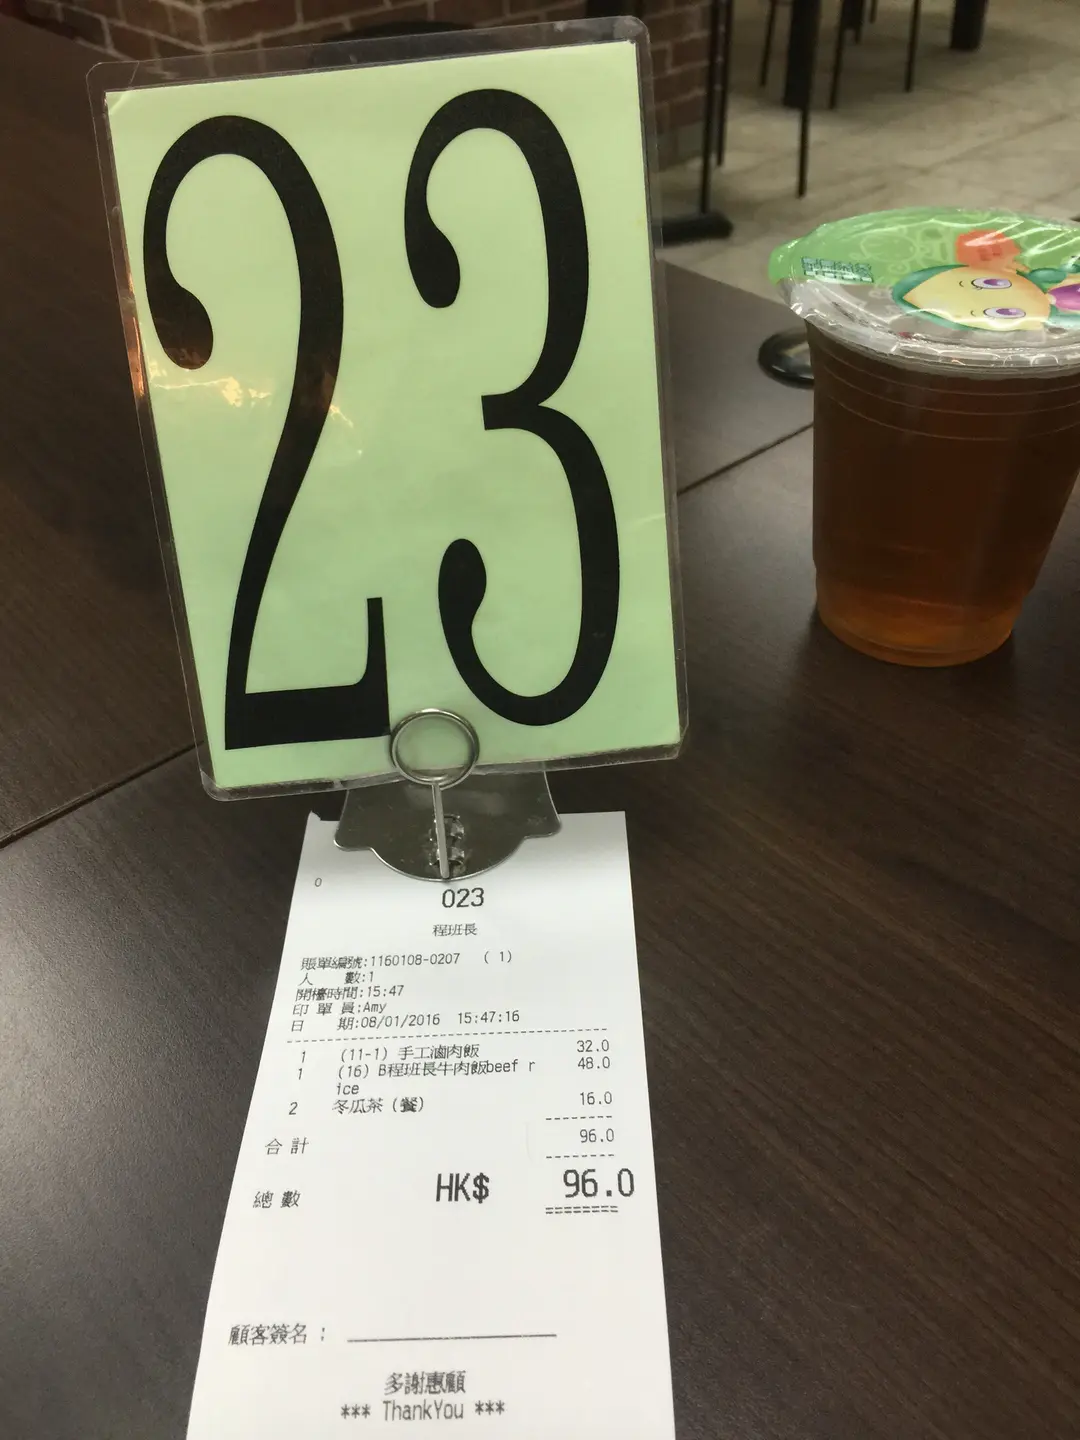 23
0
023
程班長
賬單編號:1160108-0207 ( 1)
人 數:1
開檯時間:15:47
印 單 員:Amy
日 期:08/01/2016 15:47:16
1 (11-1) 手工滷肉飯 32.0
1 (16) B程班長牛肉飯beef r 48.0
ice
2 冬瓜茶 (餐) 16.0
合 計 96.0
總 數 HK$ 96.0
顧客簽名 :
多謝惠顧
*** ThankYou ***